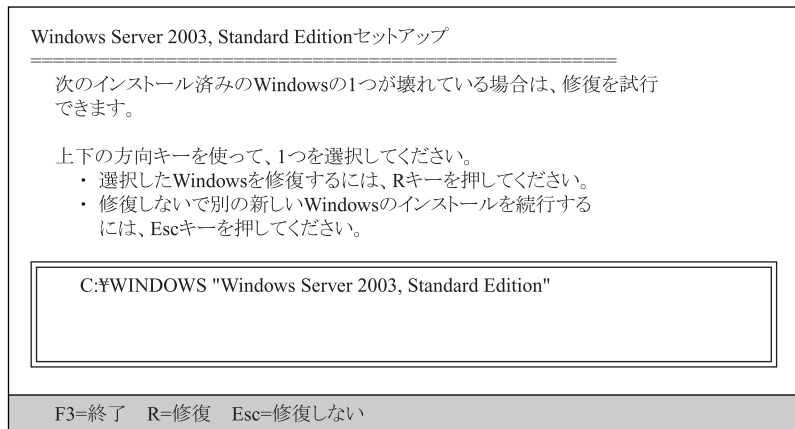 Windows Server 2003, Standard Editionセットアップ
====================================================
次のインストール済みのWindowsの1つが壊れている場合は、修復を試行
できます。
上下の方向キーを使って、1つを選択してください。
・ 選択したWindowsを修復するには、Rキーを押してください。
・ 修復しないで別の新しいWindowsのインストールを続行する
には、Escキーを押してください。
C:¥WINDOWS "Windows Server 2003, Standard Edition"
F3=終了 R=修復 Esc=修復しない